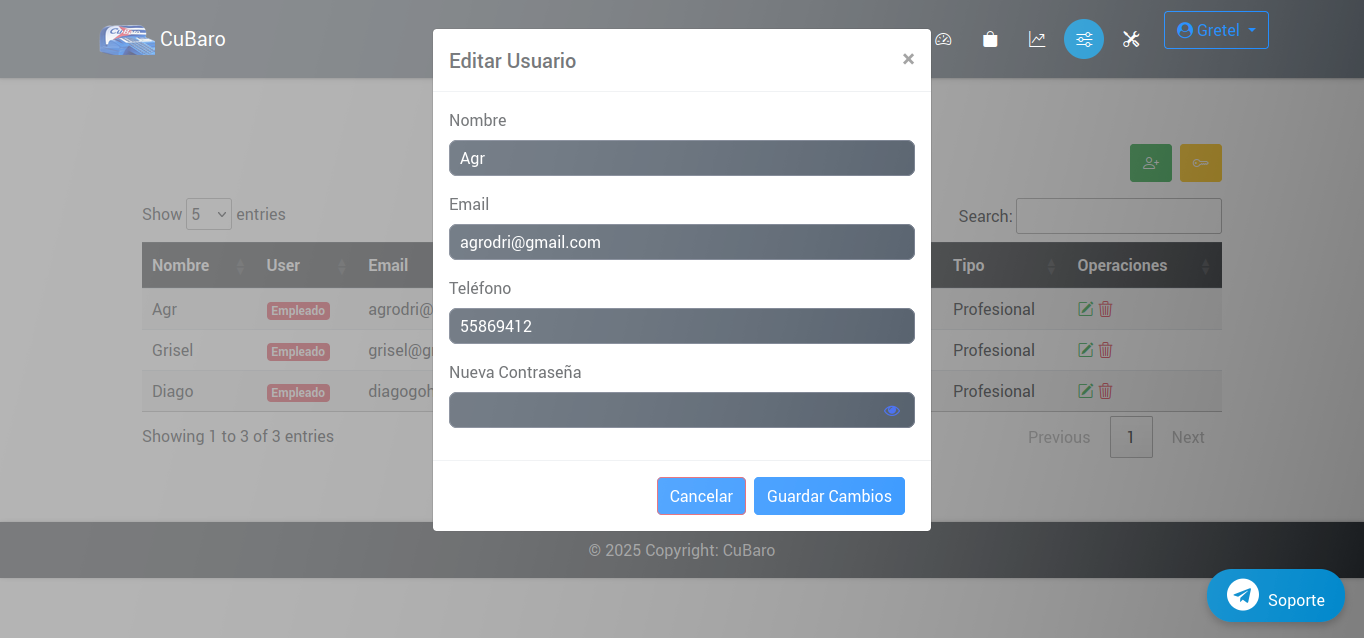 CuBaro
Gretel
Editar Usuario
×
Nombre
Agr
Email
agrodri@gmail.com
Teléfono
55869412
Nueva Contraseña
Cancelar
Guardar Cambios
Show 5 entries
Search:
Nombre User Email Tipo Operaciones
Agr Empleado agrodri@ Profesional
Grisel Empleado grisel@g Profesional
Diago Empleado diagogo Profesional
Showing 1 to 3 of 3 entries
Previous 1 Next
© 2025 Copyright: CuBaro
Soporte